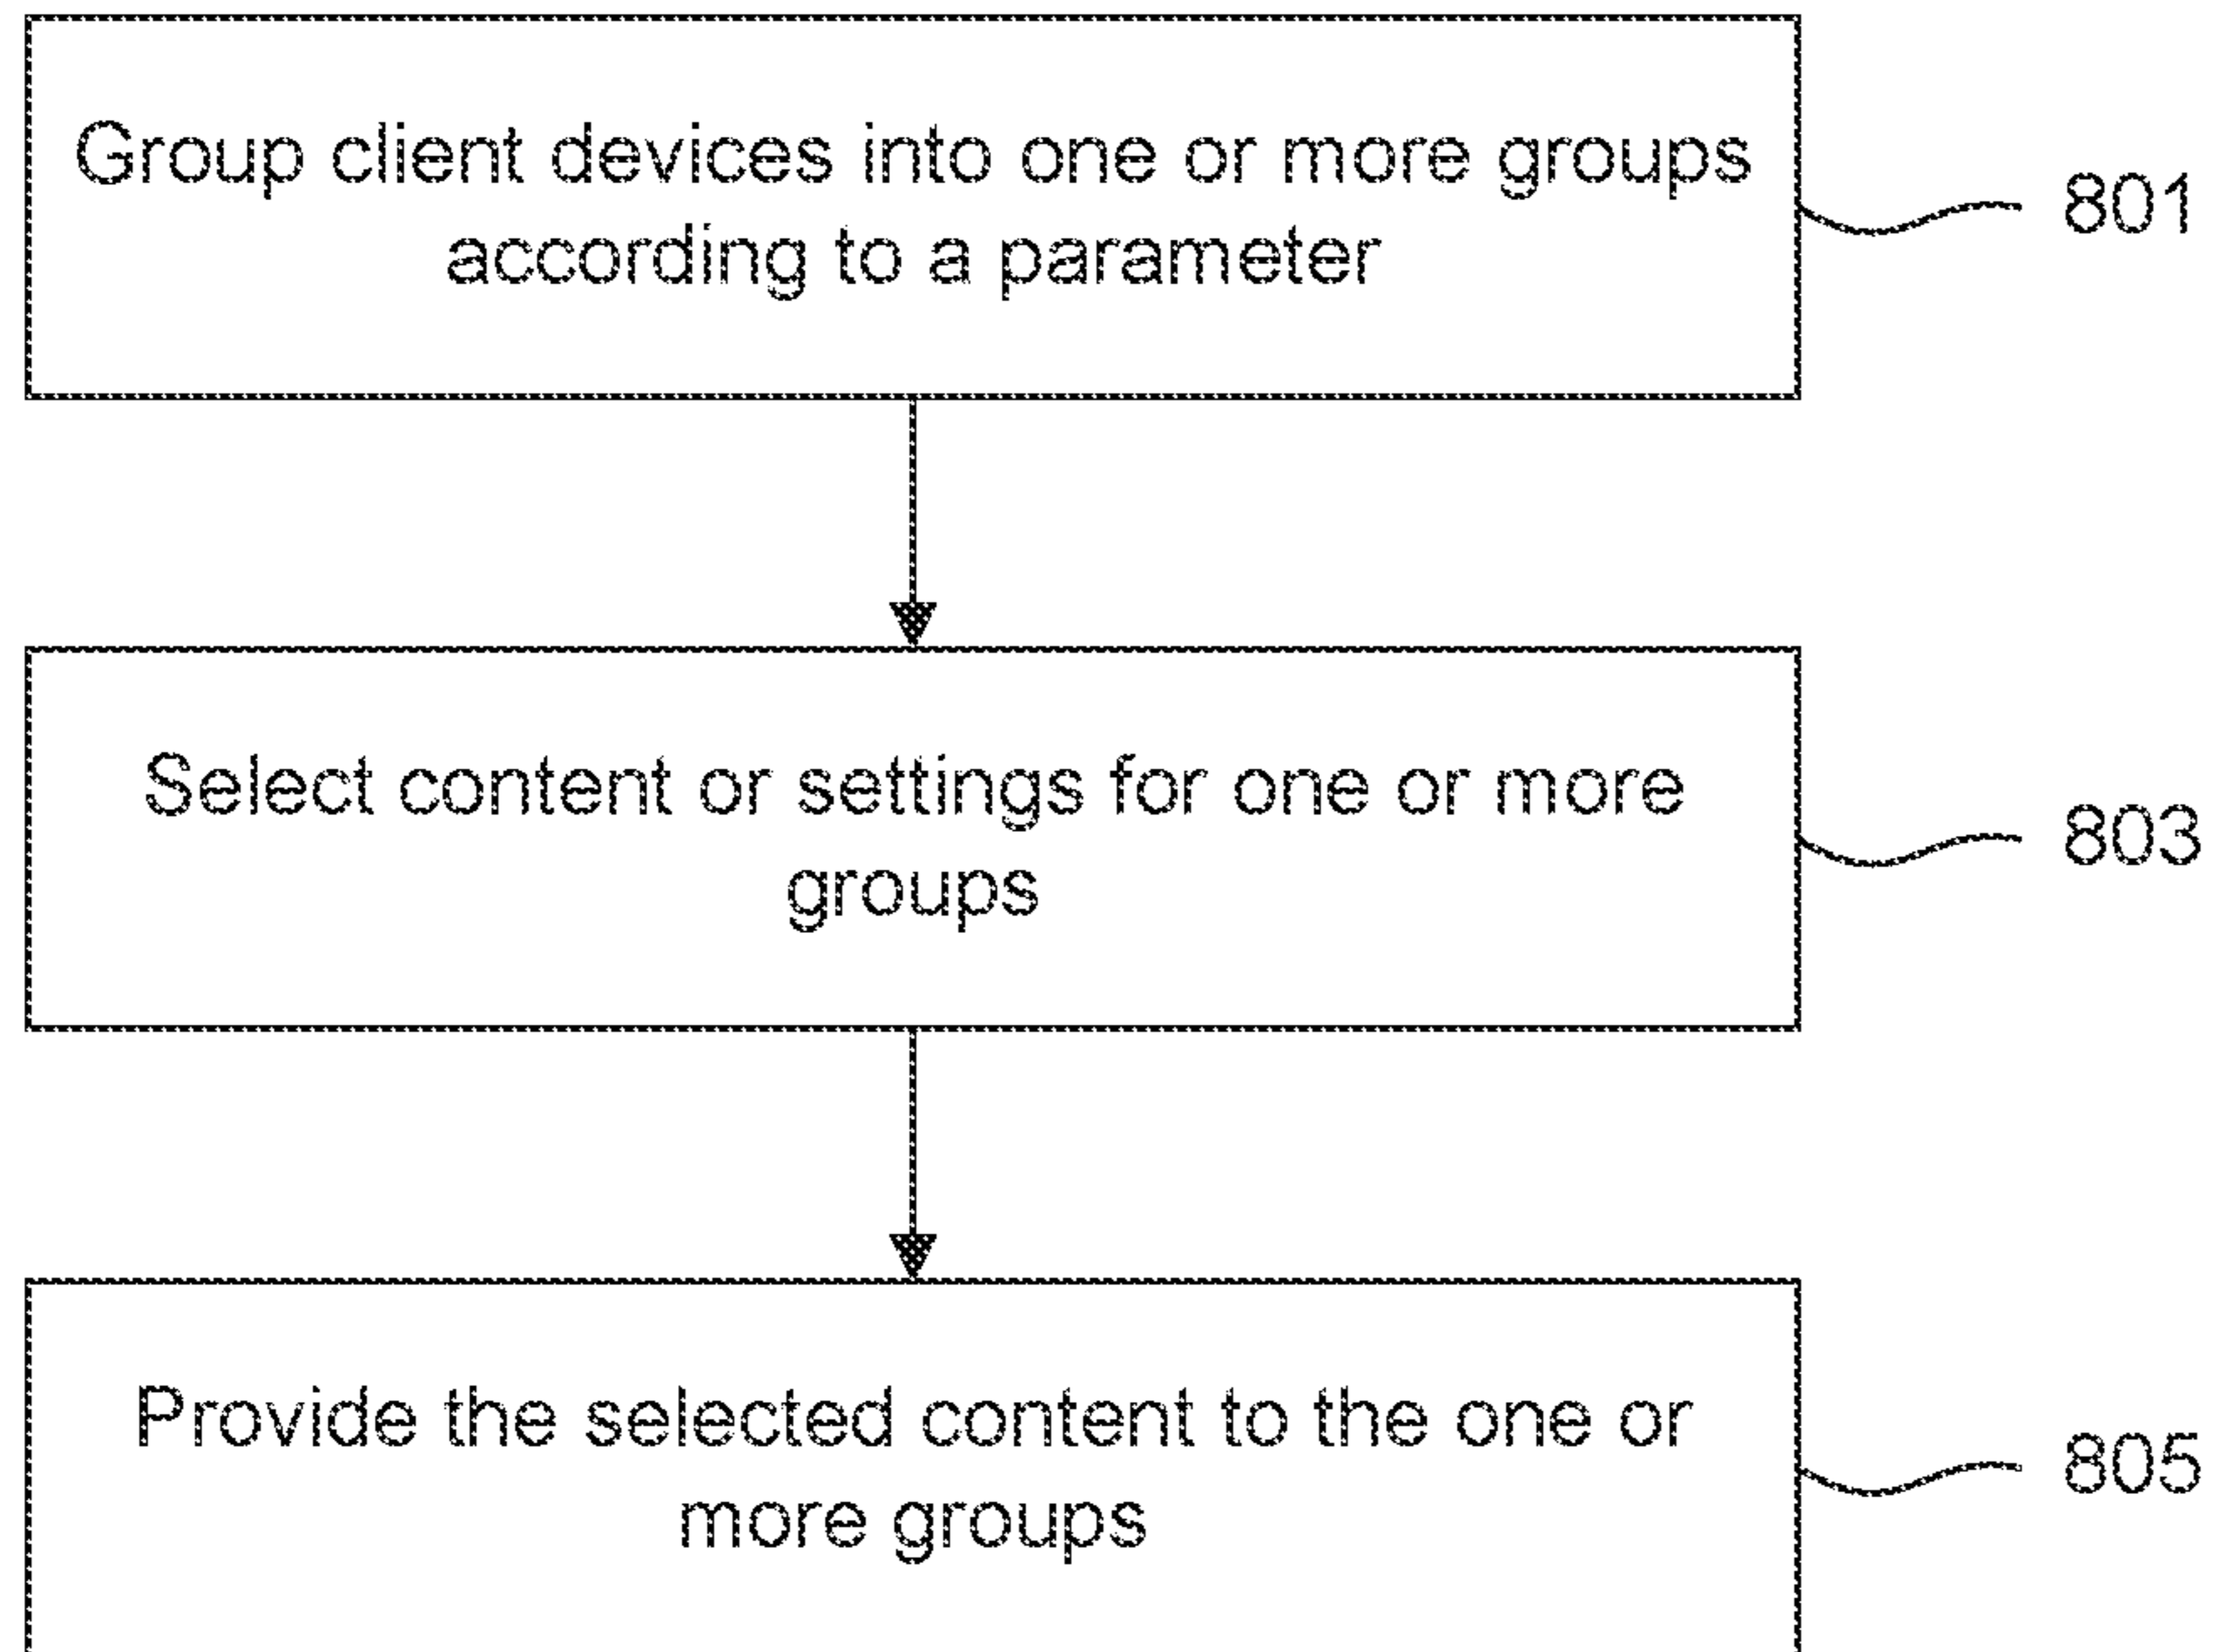 Group client devices into one or more groups
according to a parameter
801
Select content or settings for one or more
groups
803
Provide the selected content to the one or
more groups
805